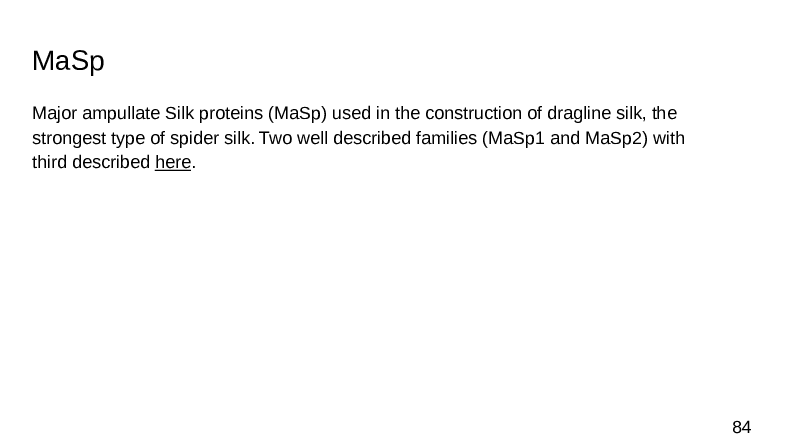 MaSp
Major ampullate Silk proteins (MaSp) used in the construction of dragline silk, the
strongest type of spider silk. Two well described families (MaSp1 and MaSp2) with
third described here.
84